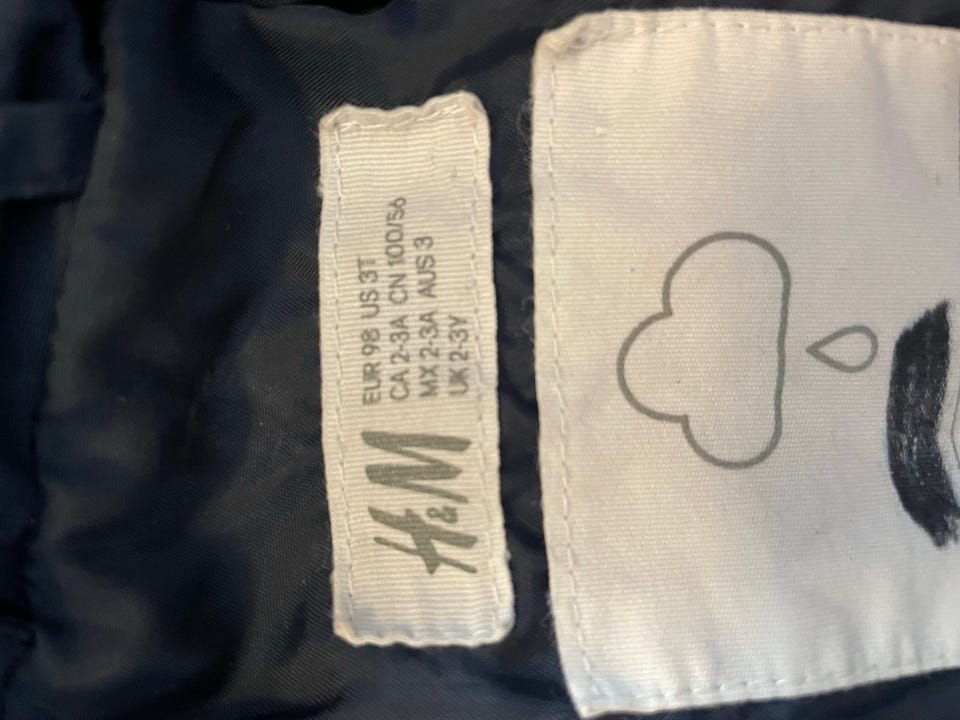 H&M
EUR 98 US 3T
CA 2-3A CN 100/56
MX 2-3A AUS 3
UK 2-3Y